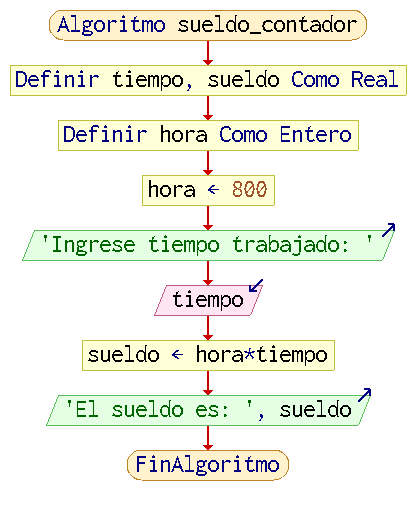 Algoritmo sueldo_contador
Definir tiempo, sueldo Como Real
Definir hora Como Entero
hora ← 800
'Ingrese tiempo trabajado: '
tiempo
sueldo ← hora*tiempo
'El sueldo es: ', sueldo
FinAlgoritmo